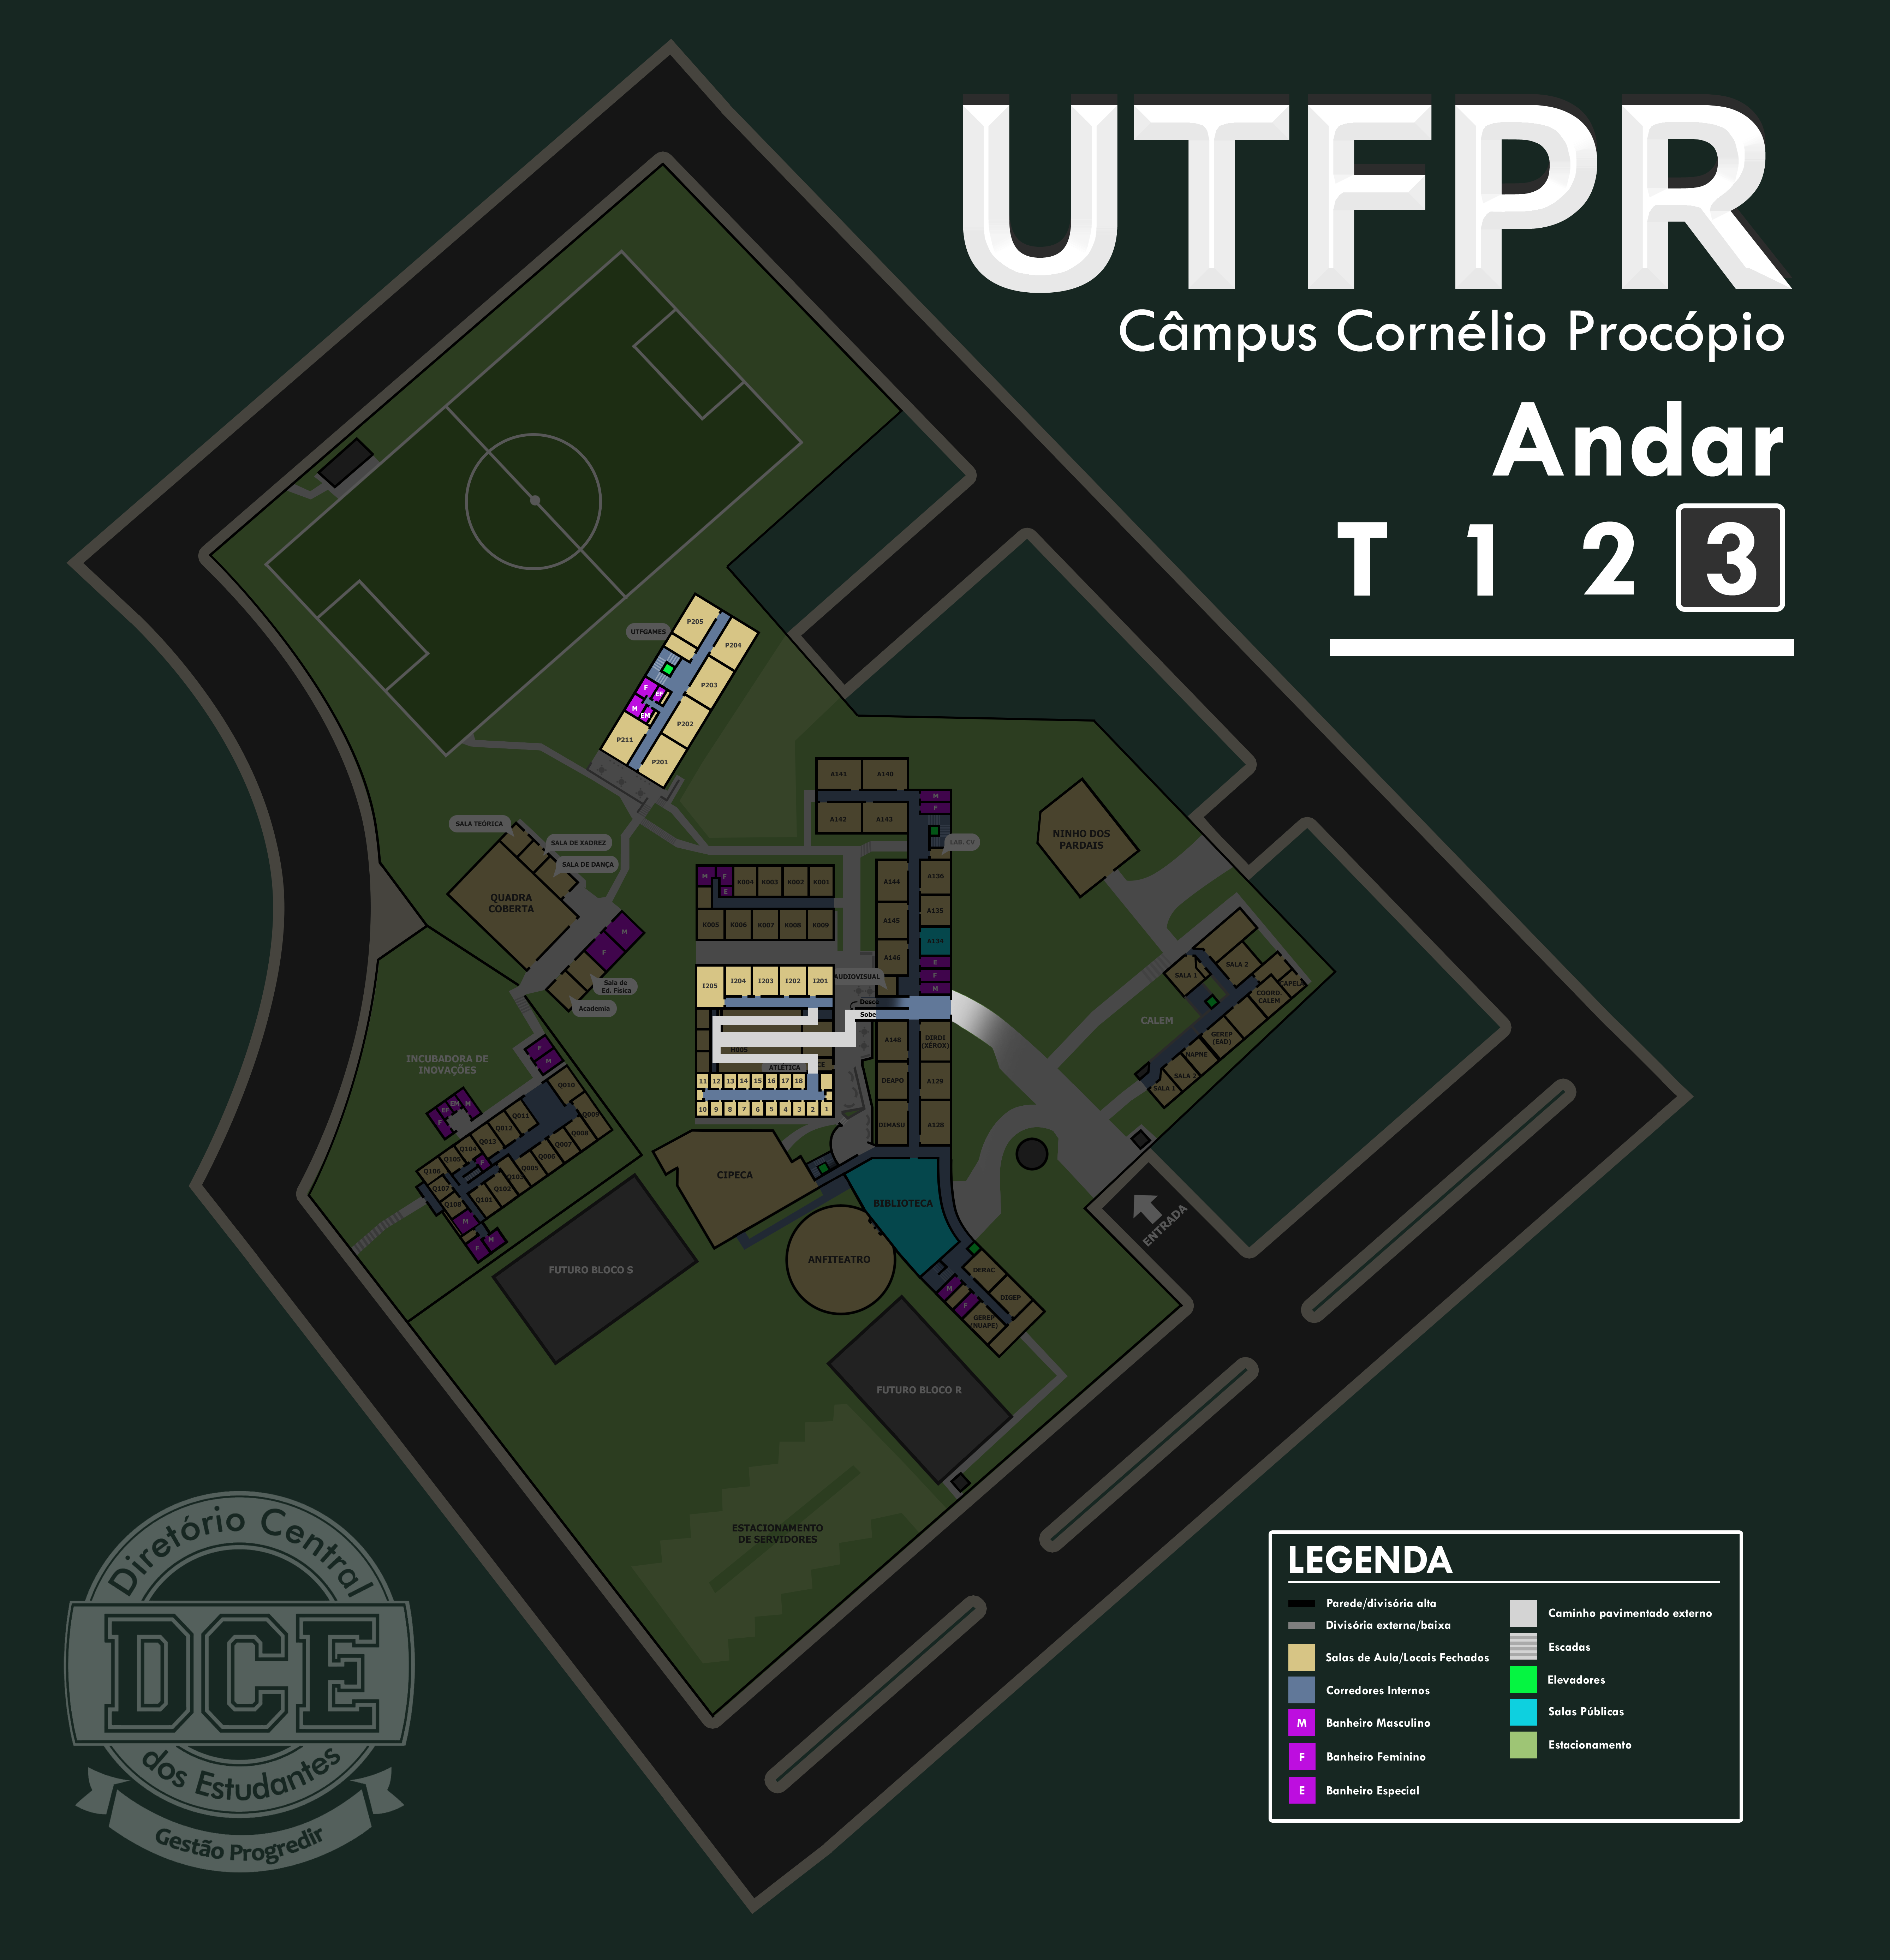 UTFPR
Câmpus Cornélio Procópio
Andar
T 1 2 3
P205
UTFGAMES
P204
P203
F
EF
M
EM
P202
P211
P201
A141
A140
A142
A143
M
F
LAB. CV
SALA TEÓRICA
SALA DE XADREZ
SALA DE DANÇA
NINHO DOS
PARDAIS
QUADRA
COBERTA
M
F
Sala de
Ed. Física
Academia
M
F
E
K004
K003
K002
K001
K005
K006
K007
K008
K009
A144
A136
A145
A135
A134
A146
E
F
M
AUDIOVISUAL
I205
I204
I203
I202
I201
Desce
Sobe
A148
DIRDI
(XEROX)
ATLÉTICA
DEAPO
A129
DIMASU
A128
11 12 13 14 15 16 17 18
10 9 8 7 6 5 4 3 2 1
SALA 1
SALA 2
CAPELA
COORD.
CALEM
CALEM
GEREP
(EAD)
NAPNE
SALA 2
SALA 1
INCUBADORA DE
INOVAÇÕES
F
M
EM
M
EF
F
Q010
Q009
Q011
Q008
Q012
Q007
Q013
Q006
Q104
Q005
Q105
F
Q103
Q106
Q102
Q107
Q101
Q108
M
M
F
CIPECA
BIBLIOTECA
ANFITEATRO
ENTRADA
DERAC
DIGEP
M
F
GEREP
(NUAPE)
FUTURO BLOCO S
FUTURO BLOCO R
ESTACIONAMENTO
DE SERVIDORES
Diretório Central
DCE
dos Estudantes
Gestão Progredir
LEGENDA
Parede/divisória alta
Divisória externa/baixa
Salas de Aula/Locais Fechados
Corredores Internos
M Banheiro Masculino
F Banheiro Feminino
E Banheiro Especial
Caminho pavimentado externo
Escadas
Elevadores
Salas Públicas
Estacionamento